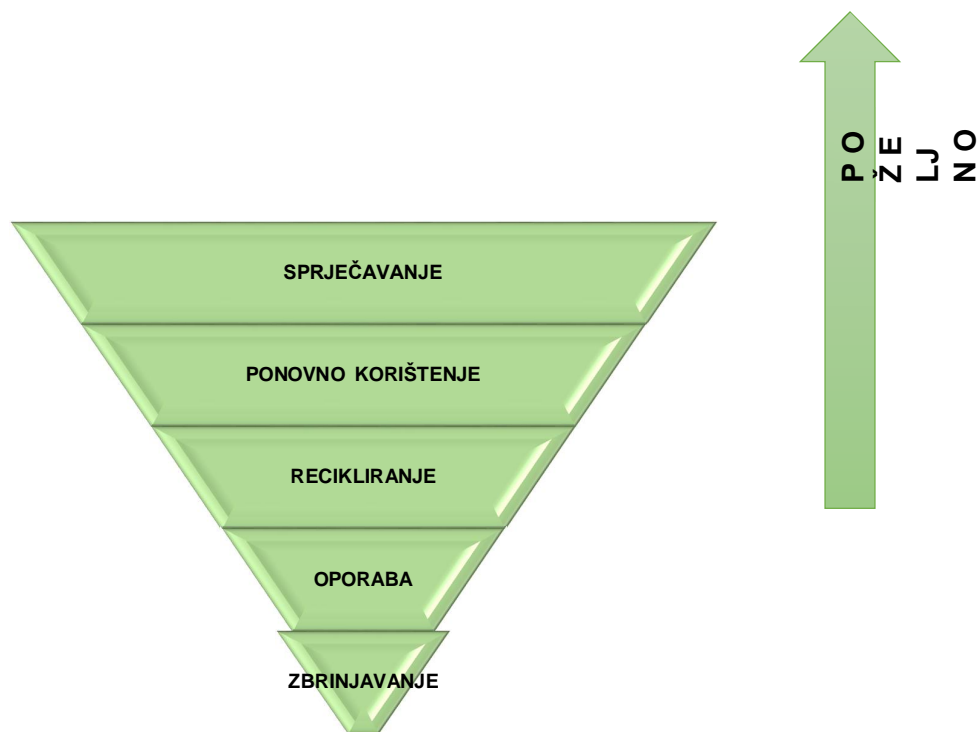 SPRJEČAVANJE
PONOVNO KORIŠTENJE
RECIKLIRANJE
OPORABA
ZBRINJAVANJE
PO
ŽE
LJ
NO